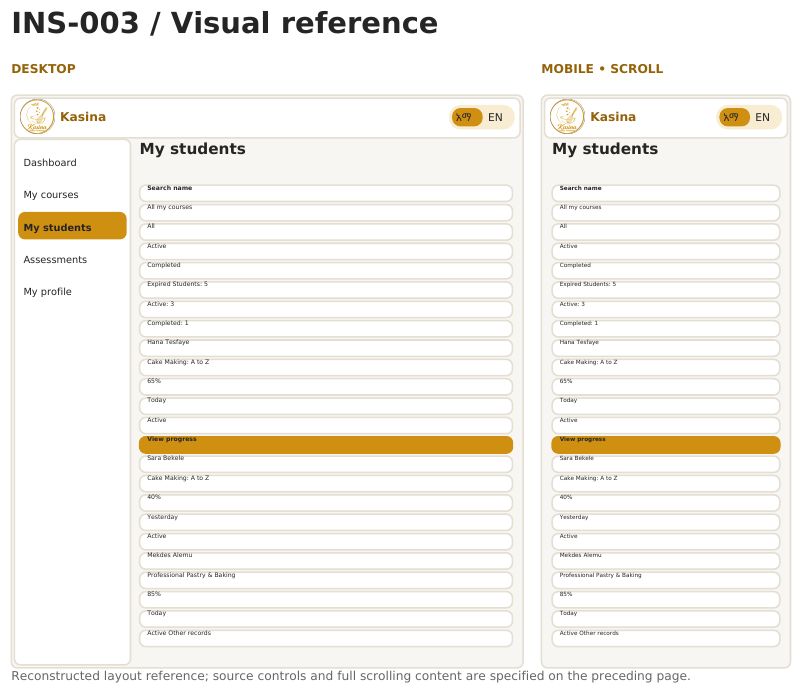 INS-003 / Visual reference
DESKTOP
Kasina
Kasina
አማ EN
Dashboard
My courses
My students
Assessments
My profile
My students
Search name
All my courses
All
Active
Completed
Expired Students: 5
Active: 3
Completed: 1
Hana Tesfaye
Cake Making: A to Z
65%
Today
Active
View progress
Sara Bekele
Cake Making: A to Z
40%
Yesterday
Active
Mekdes Alemu
Professional Pastry & Baking
85%
Today
Active Other records
MOBILE • SCROLL
Kasina
Kasina
አማ EN
My students
Search name
All my courses
All
Active
Completed
Expired Students: 5
Active: 3
Completed: 1
Hana Tesfaye
Cake Making: A to Z
65%
Today
Active
View progress
Sara Bekele
Cake Making: A to Z
40%
Yesterday
Active
Mekdes Alemu
Professional Pastry & Baking
85%
Today
Active Other records
Reconstructed layout reference; source controls and full scrolling content are specified on the preceding page.